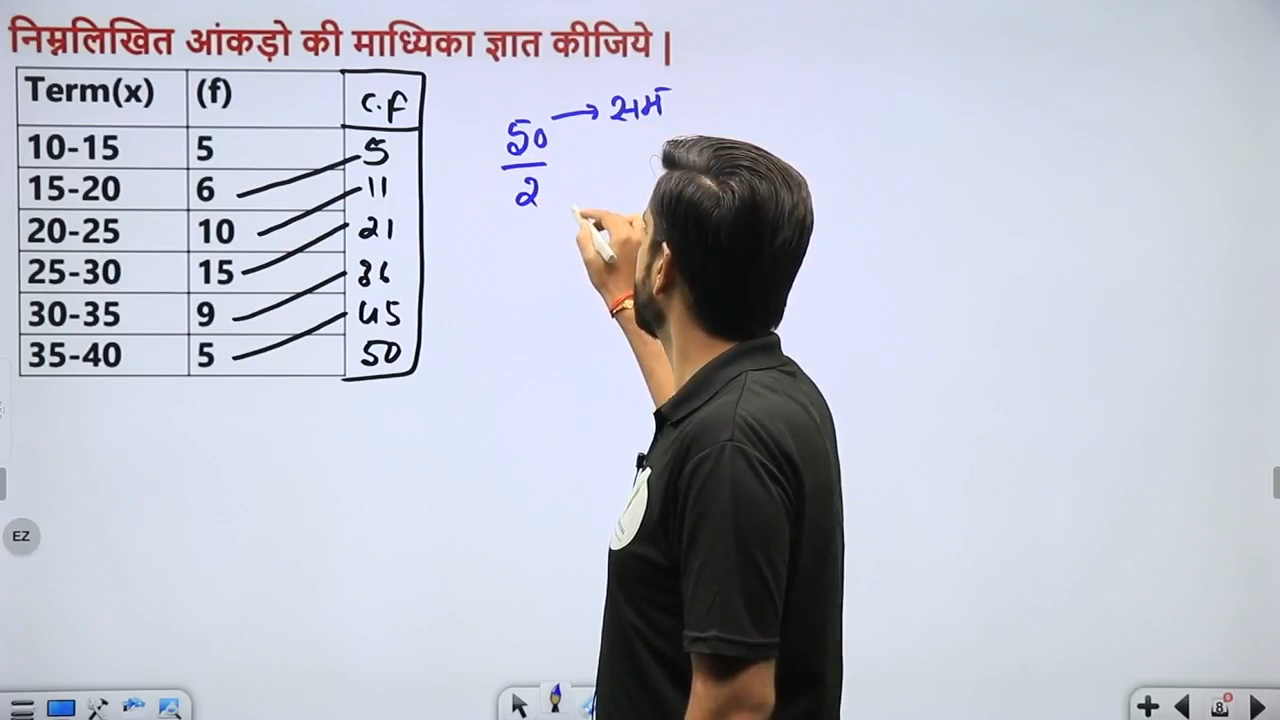 निम्नलिखित आंकड़ो की माध्यिका ज्ञात कीजिये |
Term(x) (f) C.f
10-15 5 5
15-20 6 11
20-25 10 21
25-30 15 36
30-35 9 45
35-40 5 50
50 → सम
2
EZ
8